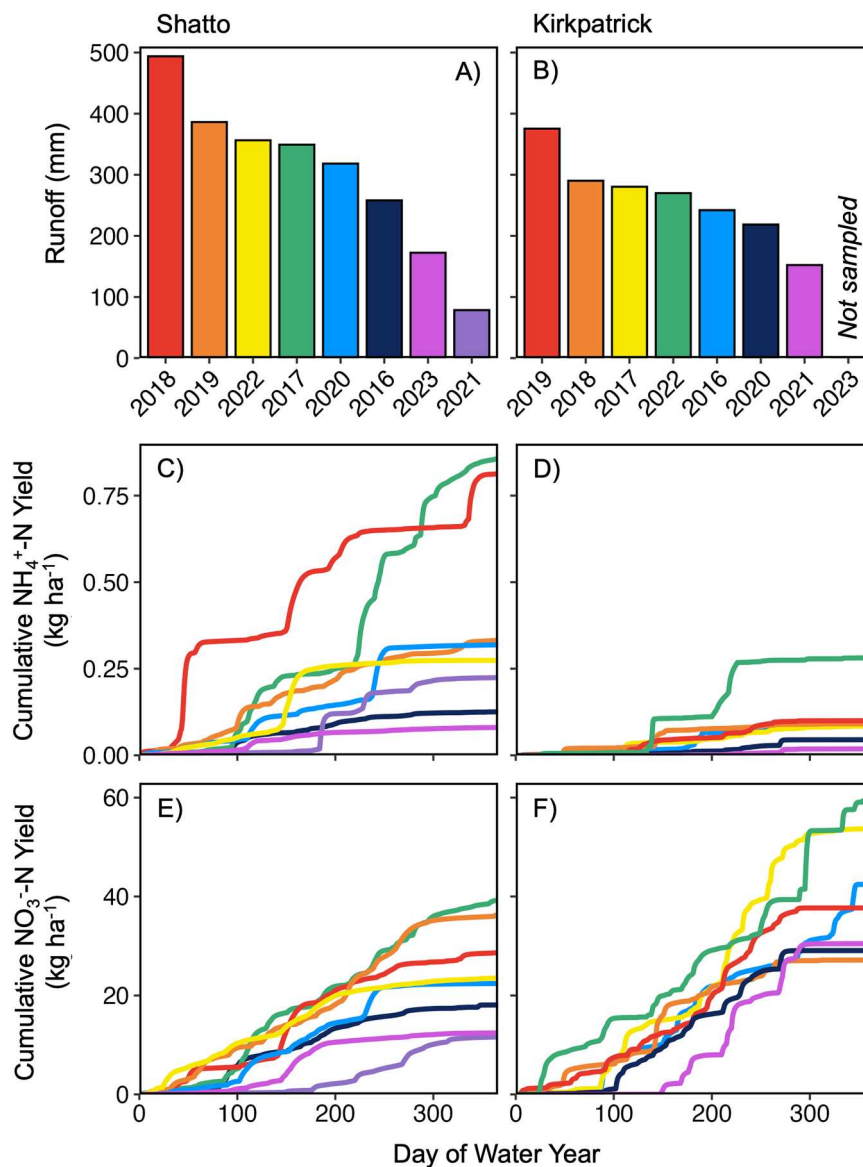 Shatto
Kirkpatrick
Runoff (mm)
500
400
300
200
100
0
A)
2018
2019
2022
2017
2020
2016
2023
2021
B)
Not sampled
2019
2018
2017
2022
2016
2020
2021
2023
Cumulative NH₄⁺-N Yield
(kg ha⁻¹)
0.75
0.50
0.25
0.00
C)
D)
Cumulative NO₃⁻-N Yield
(kg ha⁻¹)
60
40
20
0
E)
F)
0
100
200
300
0
100
200
300
Day of Water Year